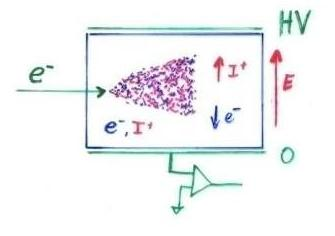 HV
e⁻
↑ I⁺
E
e⁻, I⁺
↓ e⁻
0